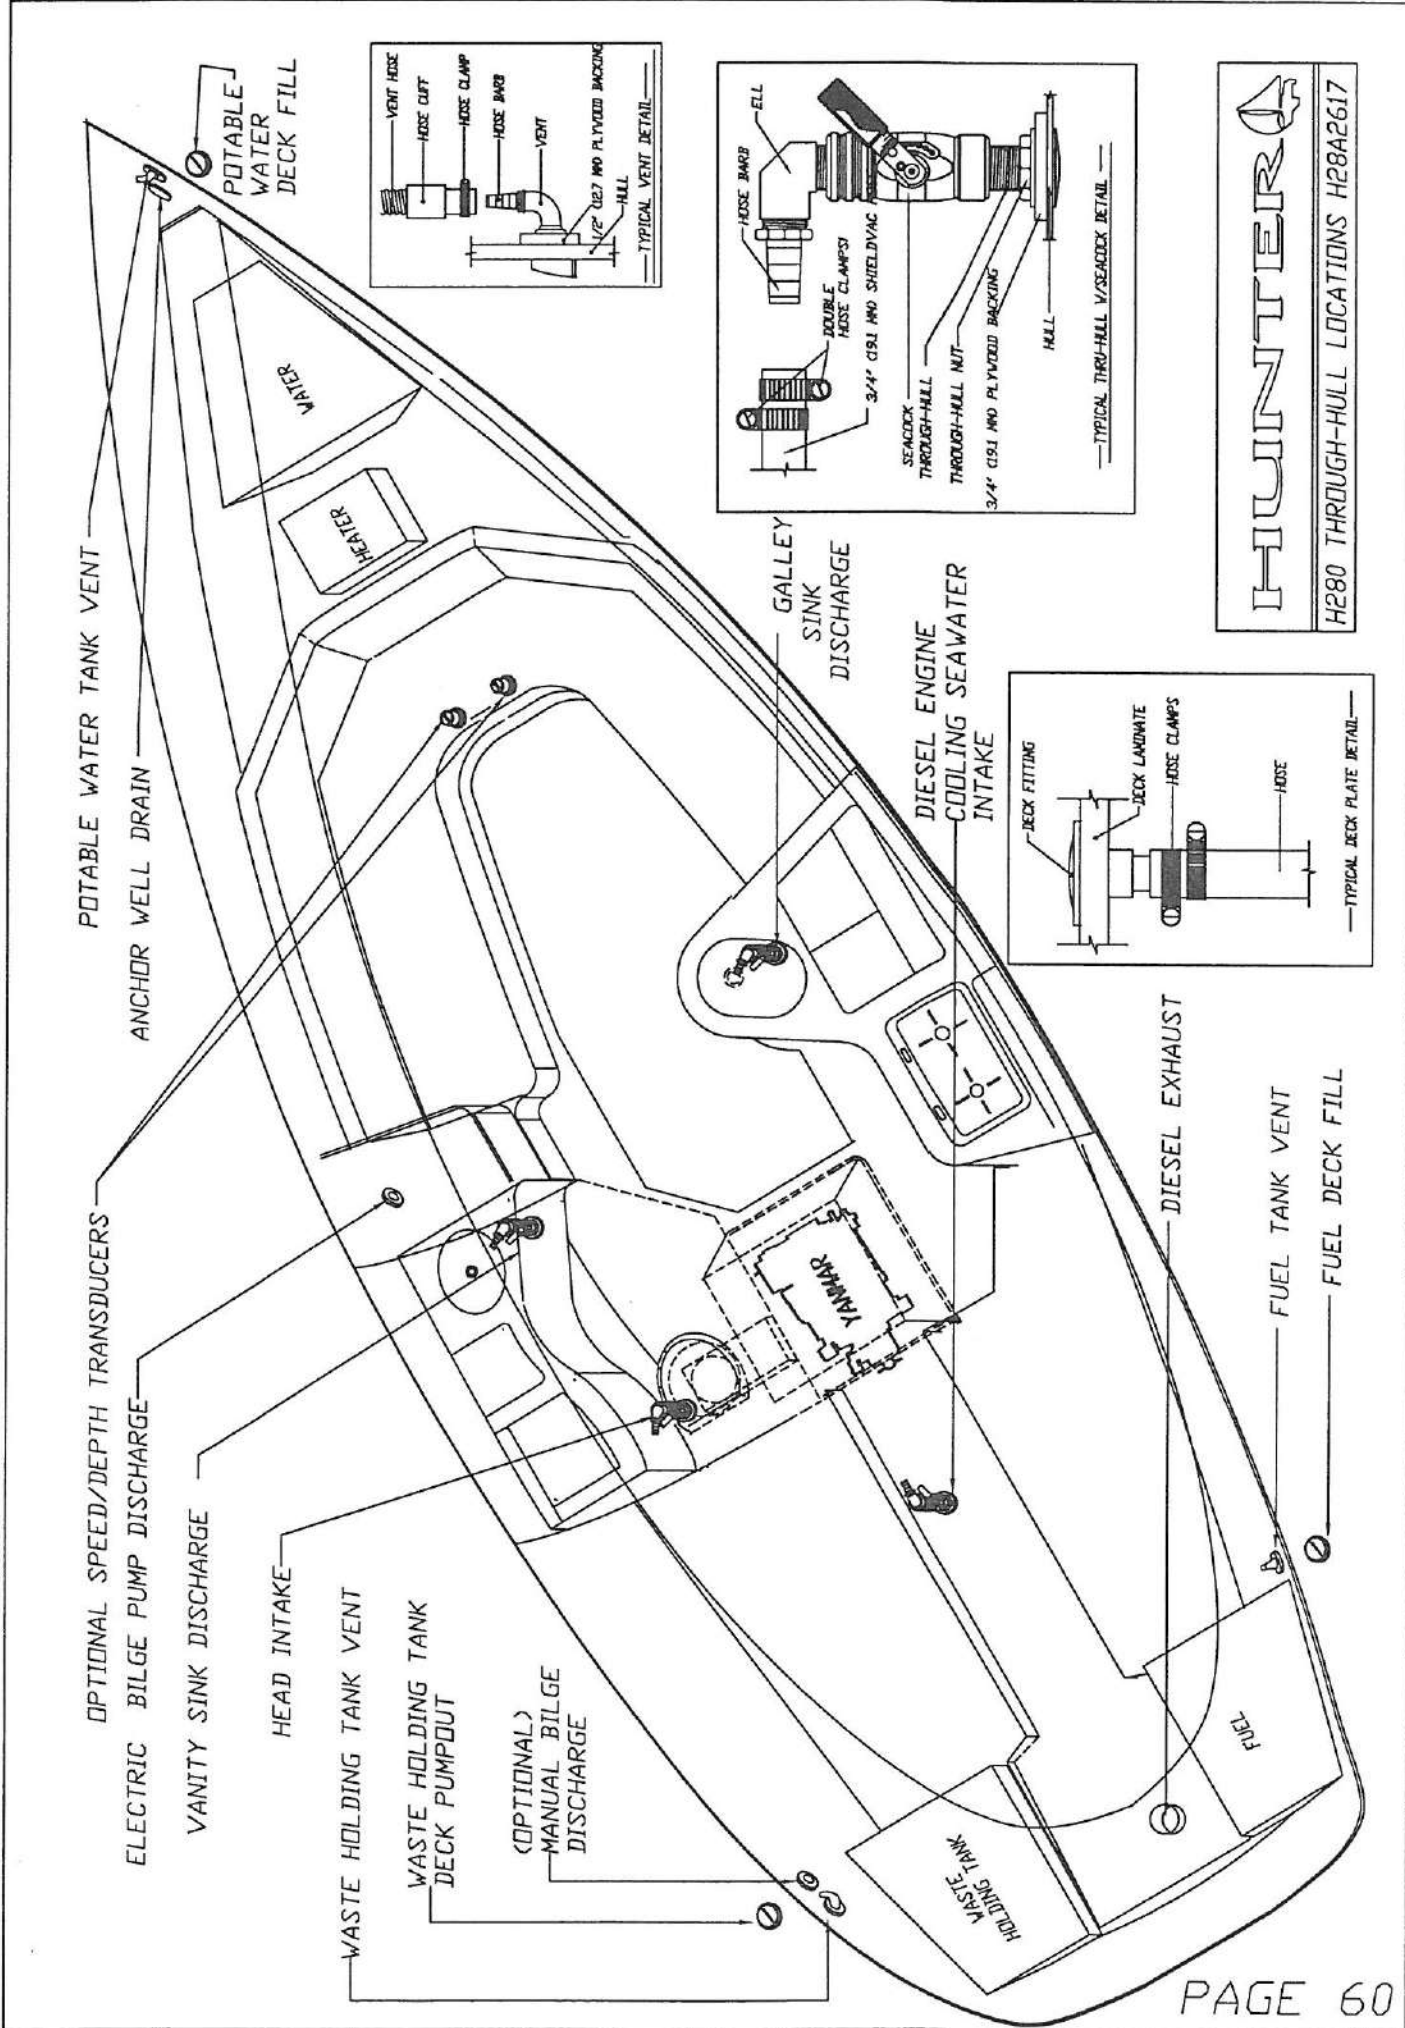 OPTIONAL SPEED/DEPTH TRANSDUCERS
ELECTRIC BILGE PUMP DISCHARGE
VANITY SINK DISCHARGE
HEAD INTAKE
WASTE HOLDING TANK VENT
WASTE HOLDING TANK
DECK PUMPOUT
(OPTIONAL)
MANUAL BILGE
DISCHARGE
POTABLE WATER TANK VENT
ANCHOR WELL DRAIN
POTABLE
WATER
DECK FILL
WATER
HEATER
YANMAR
WASTE
HOLDING TANK
FUEL
GALLEY
SINK
DISCHARGE
DIESEL ENGINE
COOLING SEAWATER
INTAKE
DIESEL EXHAUST
FUEL TANK VENT
FUEL DECK FILL
VENT HOSE
HOSE CUFF
HOSE CLAMP
HOSE BARB
VENT
1/2" (12.7 MM) PLYWOOD BACKING
HULL
TYPICAL VENT DETAIL
HOSE BARB
ELL
DOUBLE
HOSE CLAMPS!
3/4" (19.1 MM) SHIELDVAC
SEACOCK
THROUGH-HULL
THROUGH-HULL NUT
3/4" (19.1 MM) PLYWOOD BACKING
HULL
TYPICAL THRU-HULL W/SEACOCK DETAIL
DECK FITTING
DECK LAMINATE
HOSE CLAMPS
HOSE
TYPICAL DECK PLATE DETAIL
HUNTER
H280 THROUGH-HULL LOCATIONS H28A2617
PAGE 60